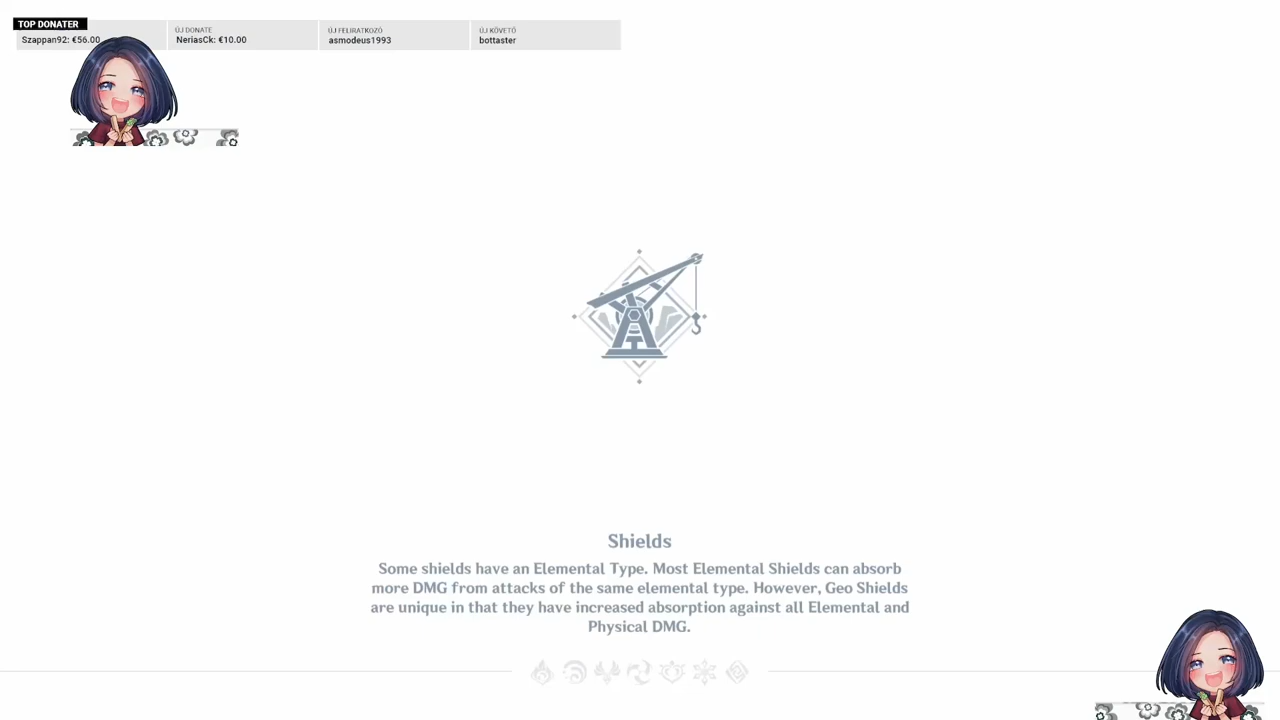 TOP DONATER
Szappan92: €56.00
ÚJ DONATE
NeriasCk: €10.00
ÚJ FELIRATKOZÓ
asmodeus1993
ÚJ KÖVETŐ
bottaster
Shields
Some shields have an Elemental Type. Most Elemental Shields can absorb
more DMG from attacks of the same elemental type. However, Geo Shields
are unique in that they have increased absorption against all Elemental and
Physical DMG.